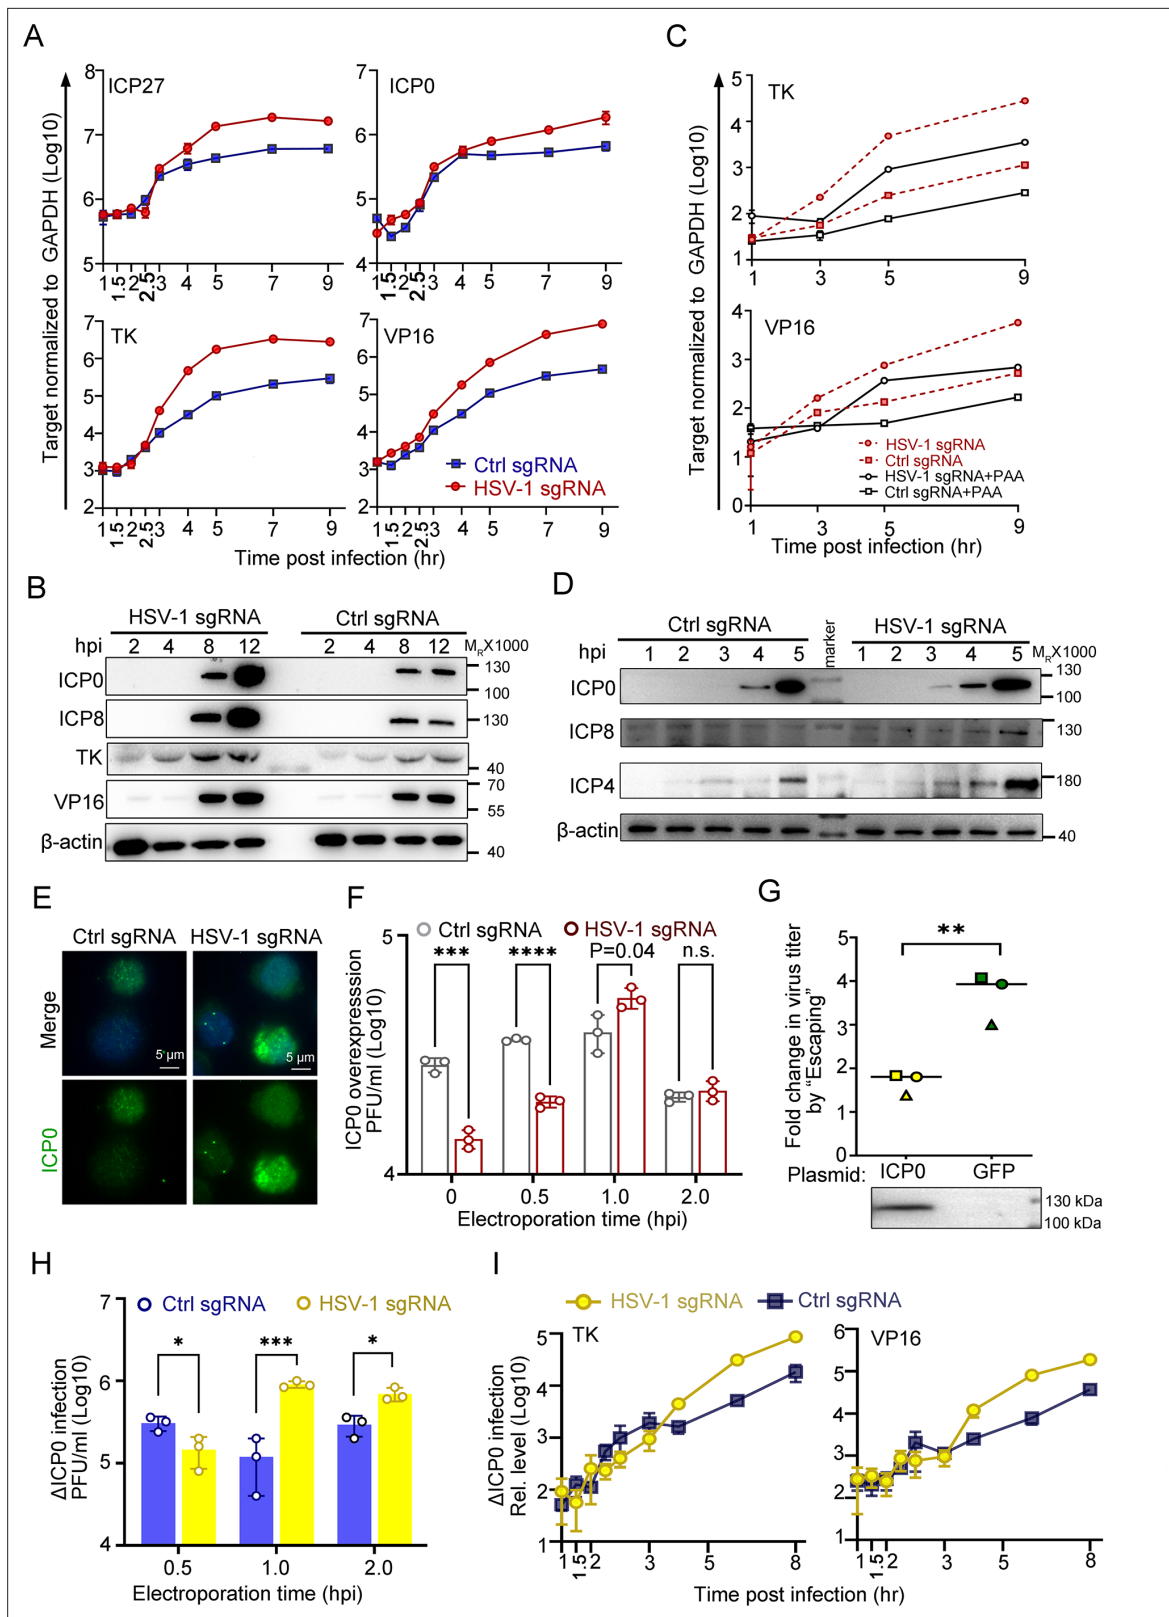 A
Target normalized to GAPDH (Log10)
ICP27
8
7
6
5
1
1.5
2
2.5
3
4
5
7
9
ICP0
7
6
5
4
1
1.5
2
2.5
3
4
5
7
9
TK
7
6
5
4
3
2
1
1.5
2
2.5
3
4
5
7
9
VP16
7
6
5
4
3
2
1
1.5
2
2.5
3
4
5
7
9
Ctrl sgRNA
HSV-1 sgRNA
Time post infection (hr)
C
Target normalized to GAPDH (Log10)
TK
5
4
3
2
1
1 3 5 9
VP16
4
3
2
1
0
HSV-1 sgRNA
Ctrl sgRNA
HSV-1 sgRNA+PAA
Ctrl sgRNA+PAA
1 3 5 9
Time post infection (hr)
B
HSV-1 sgRNA Ctrl sgRNA
hpi 2 4 8 12 2 4 8 12 MRX1000
ICP0 130
100
ICP8 130
TK 40
VP16 70
55
β-actin 40
D
Ctrl sgRNA marker HSV-1 sgRNA
hpi 1 2 3 4 5 1 2 3 4 5 MRX1000
ICP0 130
100
ICP8 130
ICP4 180
β-actin 40
E
Ctrl sgRNA HSV-1 sgRNA
Merge
5 μm 5 μm
ICP0
F
Ctrl sgRNA HSV-1 sgRNA
ICP0 overexpresssion
PFU/ml (Log10)
5
4
*** **** P=0.04 n.s.
0 0.5 1.0 2.0
Electroporation time (hpi)
G
Fold change in virus titer
by “Escaping”
**
5
4
3
2
1
0
Plasmid: ICP0 GFP
130 kDa
100 kDa
H
Ctrl sgRNA HSV-1 sgRNA
ΔICP0 infection
PFU/ml (Log10)
7
6
5
4
* *** *
0.5 1.0 2.0
Electroporation time (hpi)
I
HSV-1 sgRNA Ctrl sgRNA
ΔICP0 infection
Rel. level (Log10)
TK
5
4
3
2
1
1
1.5
2
3
5
8
VP16
6
5
4
3
2
1
1
1.5
2
3
5
8
Time post infection (hr)